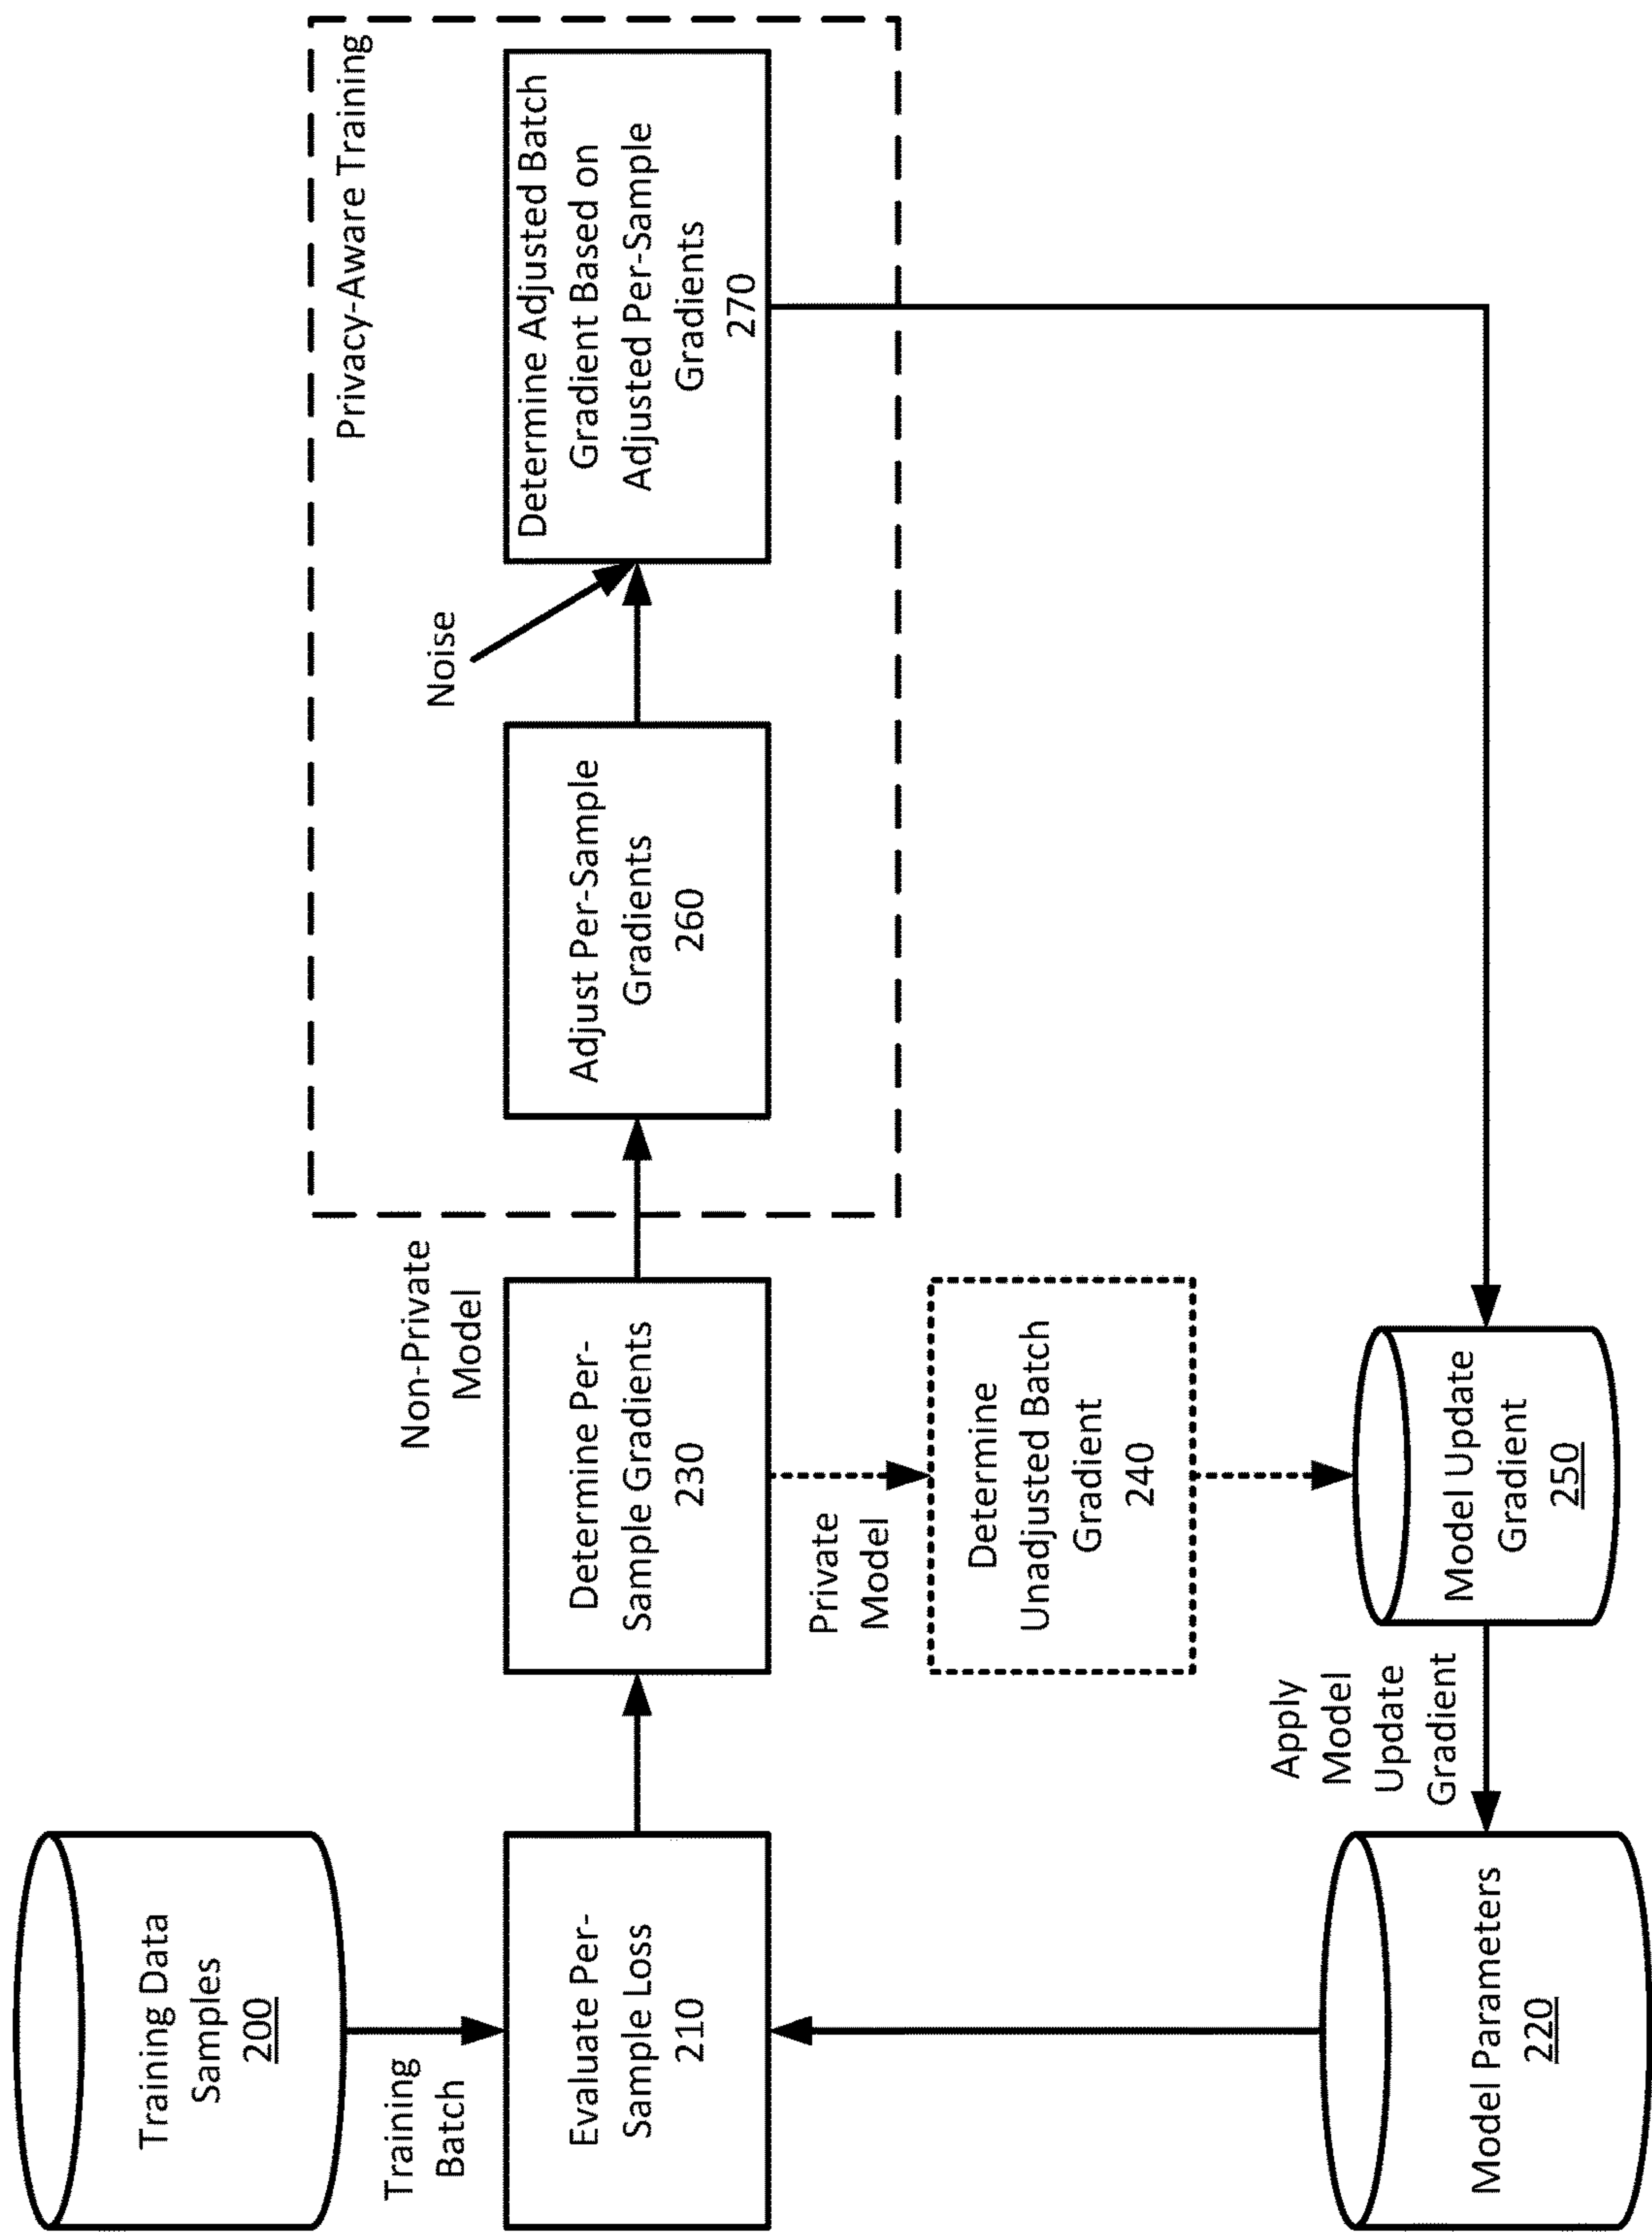 Training Data
Samples
200
Training
Batch
Evaluate Per-
Sample Loss
210
Model Parameters
220
Non-Private
Model
Determine Per-
Sample Gradients
230
Private
Model
Determine
Unadjusted Batch
Gradient
240
Apply
Model
Update
Gradient
Model Update
Gradient
250
Privacy-Aware Training
Adjust Per-Sample
Gradients
260
Noise
Determine Adjusted Batch
Gradient Based on
Adjusted Per-Sample
Gradients
270